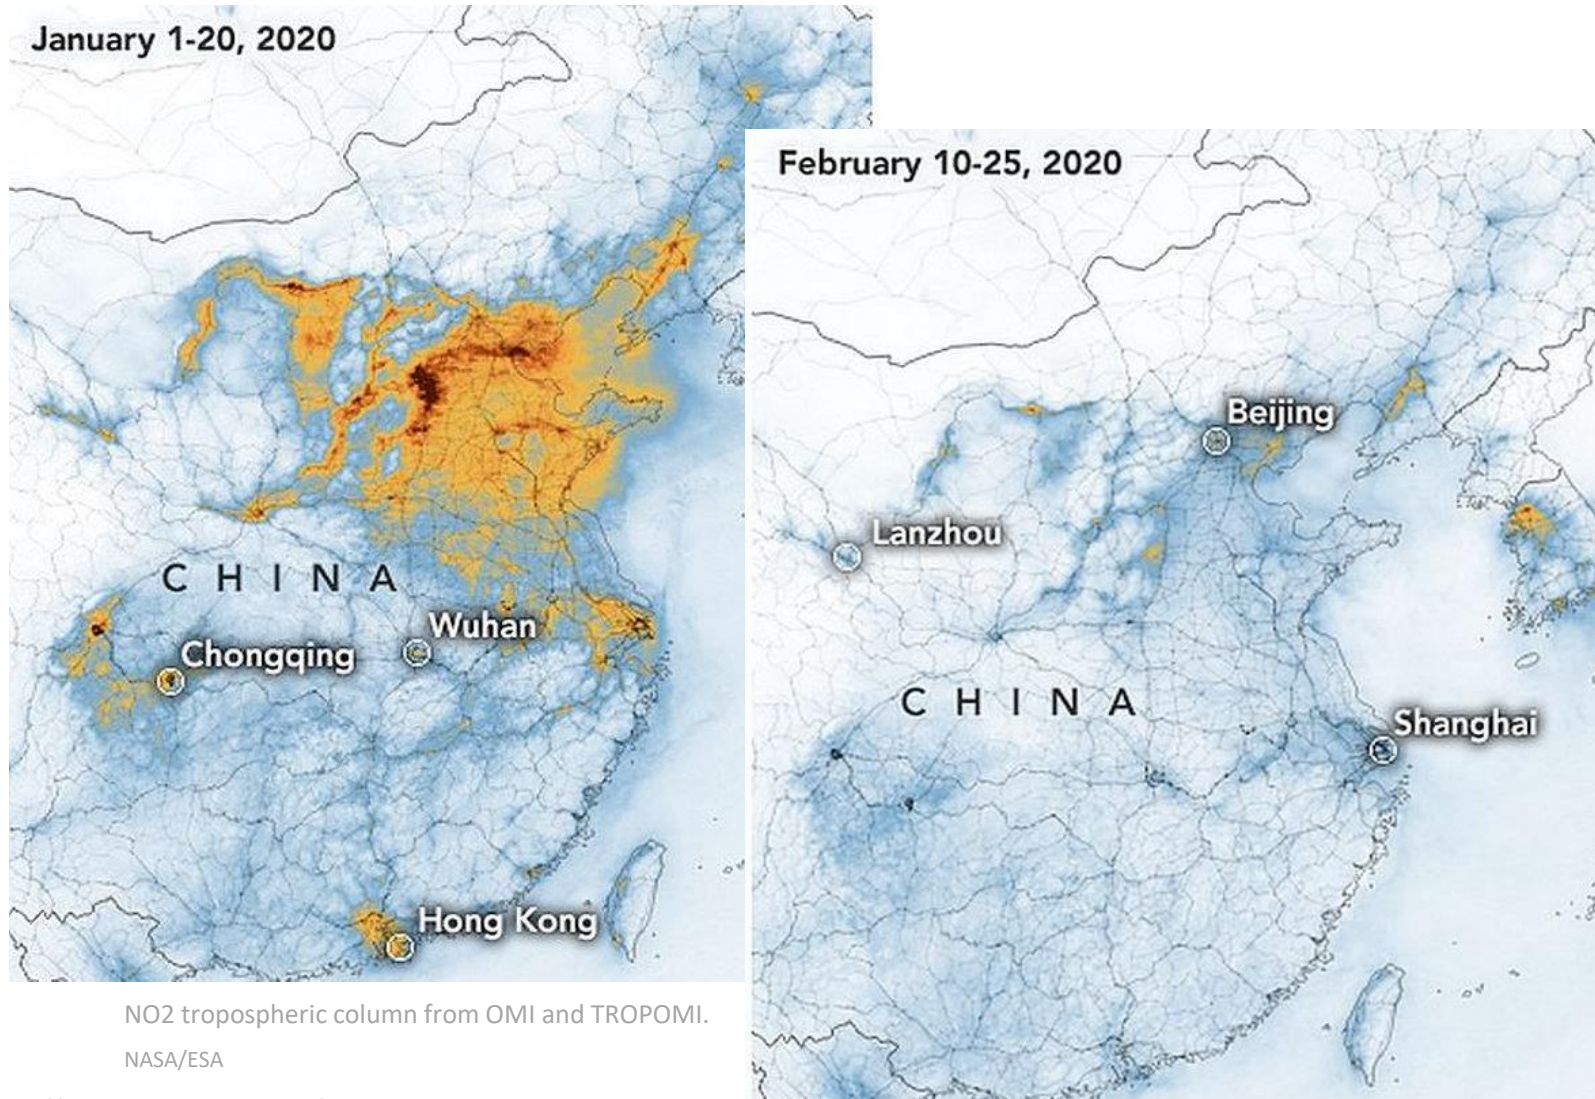 January 1-20, 2020
CHINA
Wuhan
Chongqing
Hong Kong
NO2 tropospheric column from OMI and TROPOMI.
NASA/ESA
February 10-25, 2020
Beijing
Lanzhou
CHINA
Shanghai